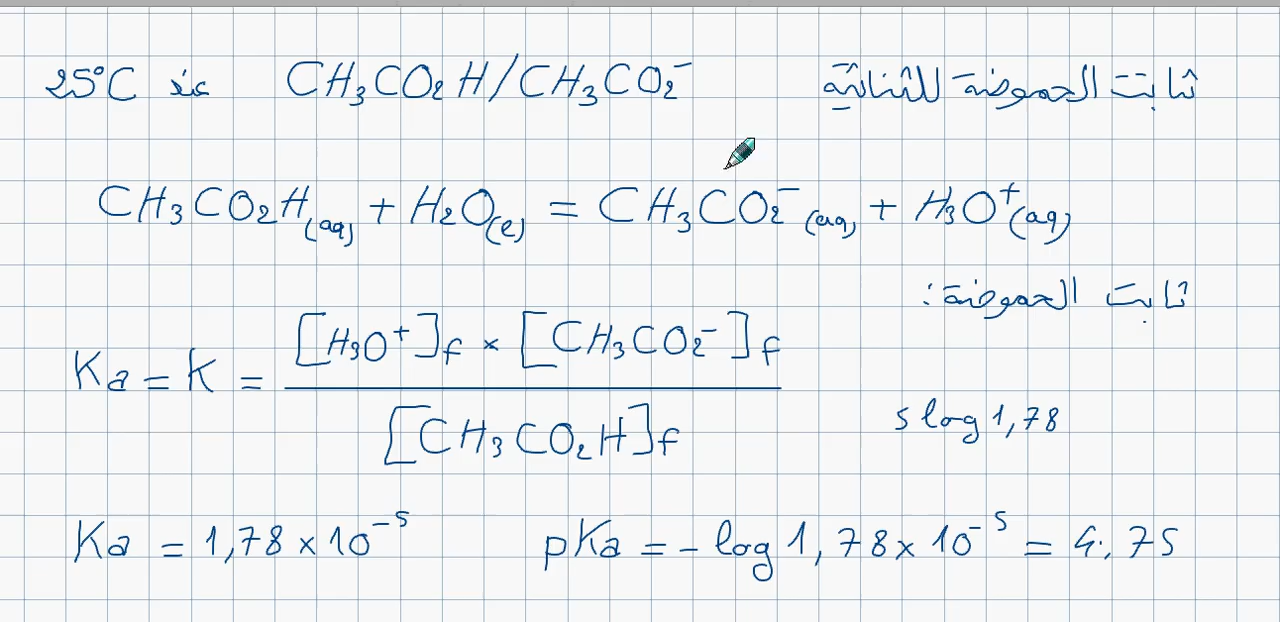 ثابت الحموضة للثنائية CH₃CO₂H/CH₃CO₂⁻ عند 25°C
CH₃CO₂H(aq) + H₂O(l) = CH₃CO₂⁻(aq) + H₃O⁺(aq)
ثابت الحموضة:
Ka = K = [H₃O⁺]f × [CH₃CO₂⁻]f / [CH₃CO₂H]f
5 log 1,78
Ka = 1,78 × 10⁻⁵ pKa = - log 1,78 × 10⁻⁵ = 4,75